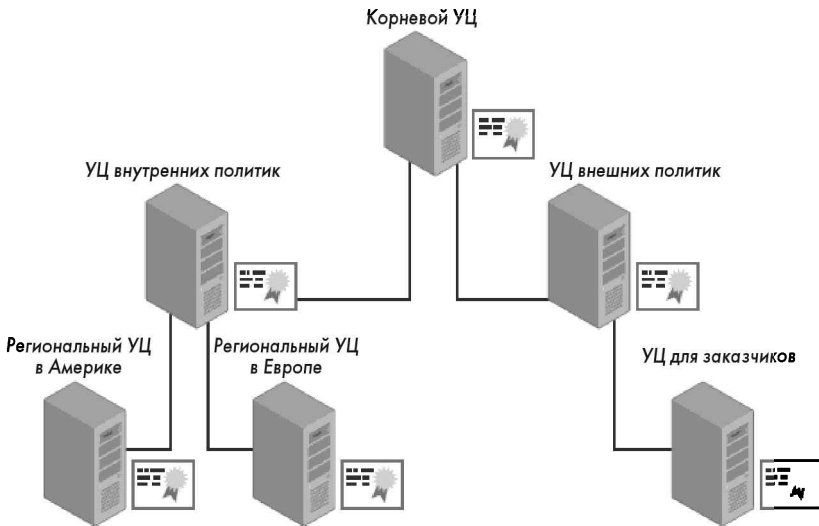 Корневой УЦ
УЦ внутренних политик
УЦ внешних политик
Региональный УЦ
в Америке
Региональный УЦ
в Европе
УЦ для заказчиков